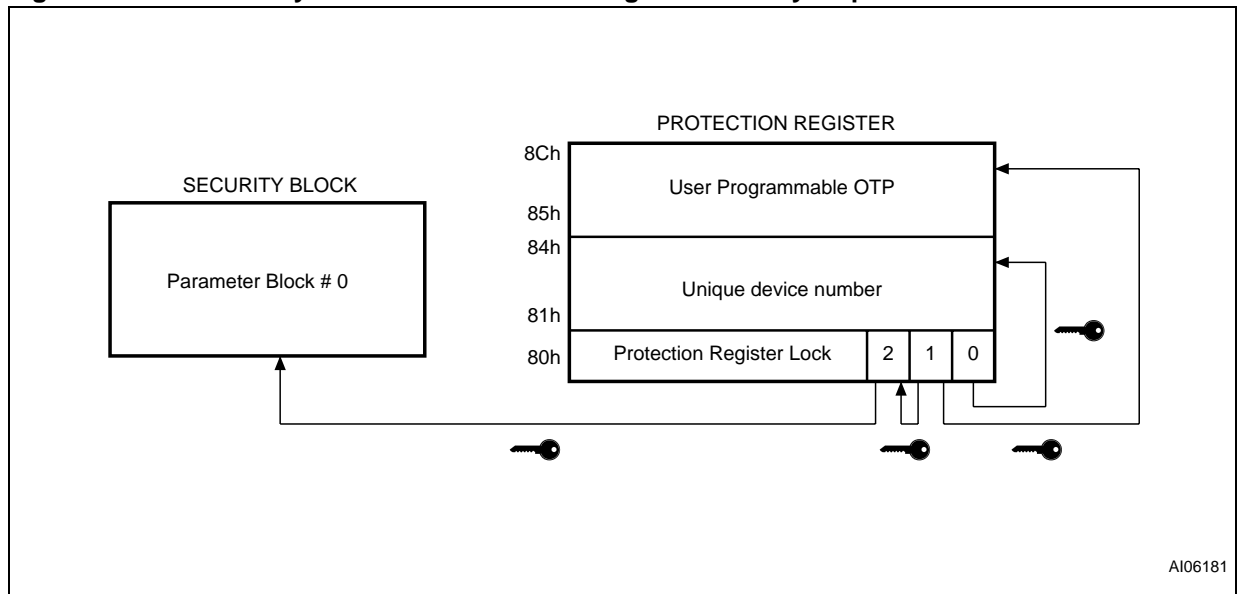 PROTECTION REGISTER
8Ch
User Programmable OTP
SECURITY BLOCK
85h
84h
Parameter Block # 0
Unique device number
81h
80h
Protection Register Lock 2 1 0
AI06181